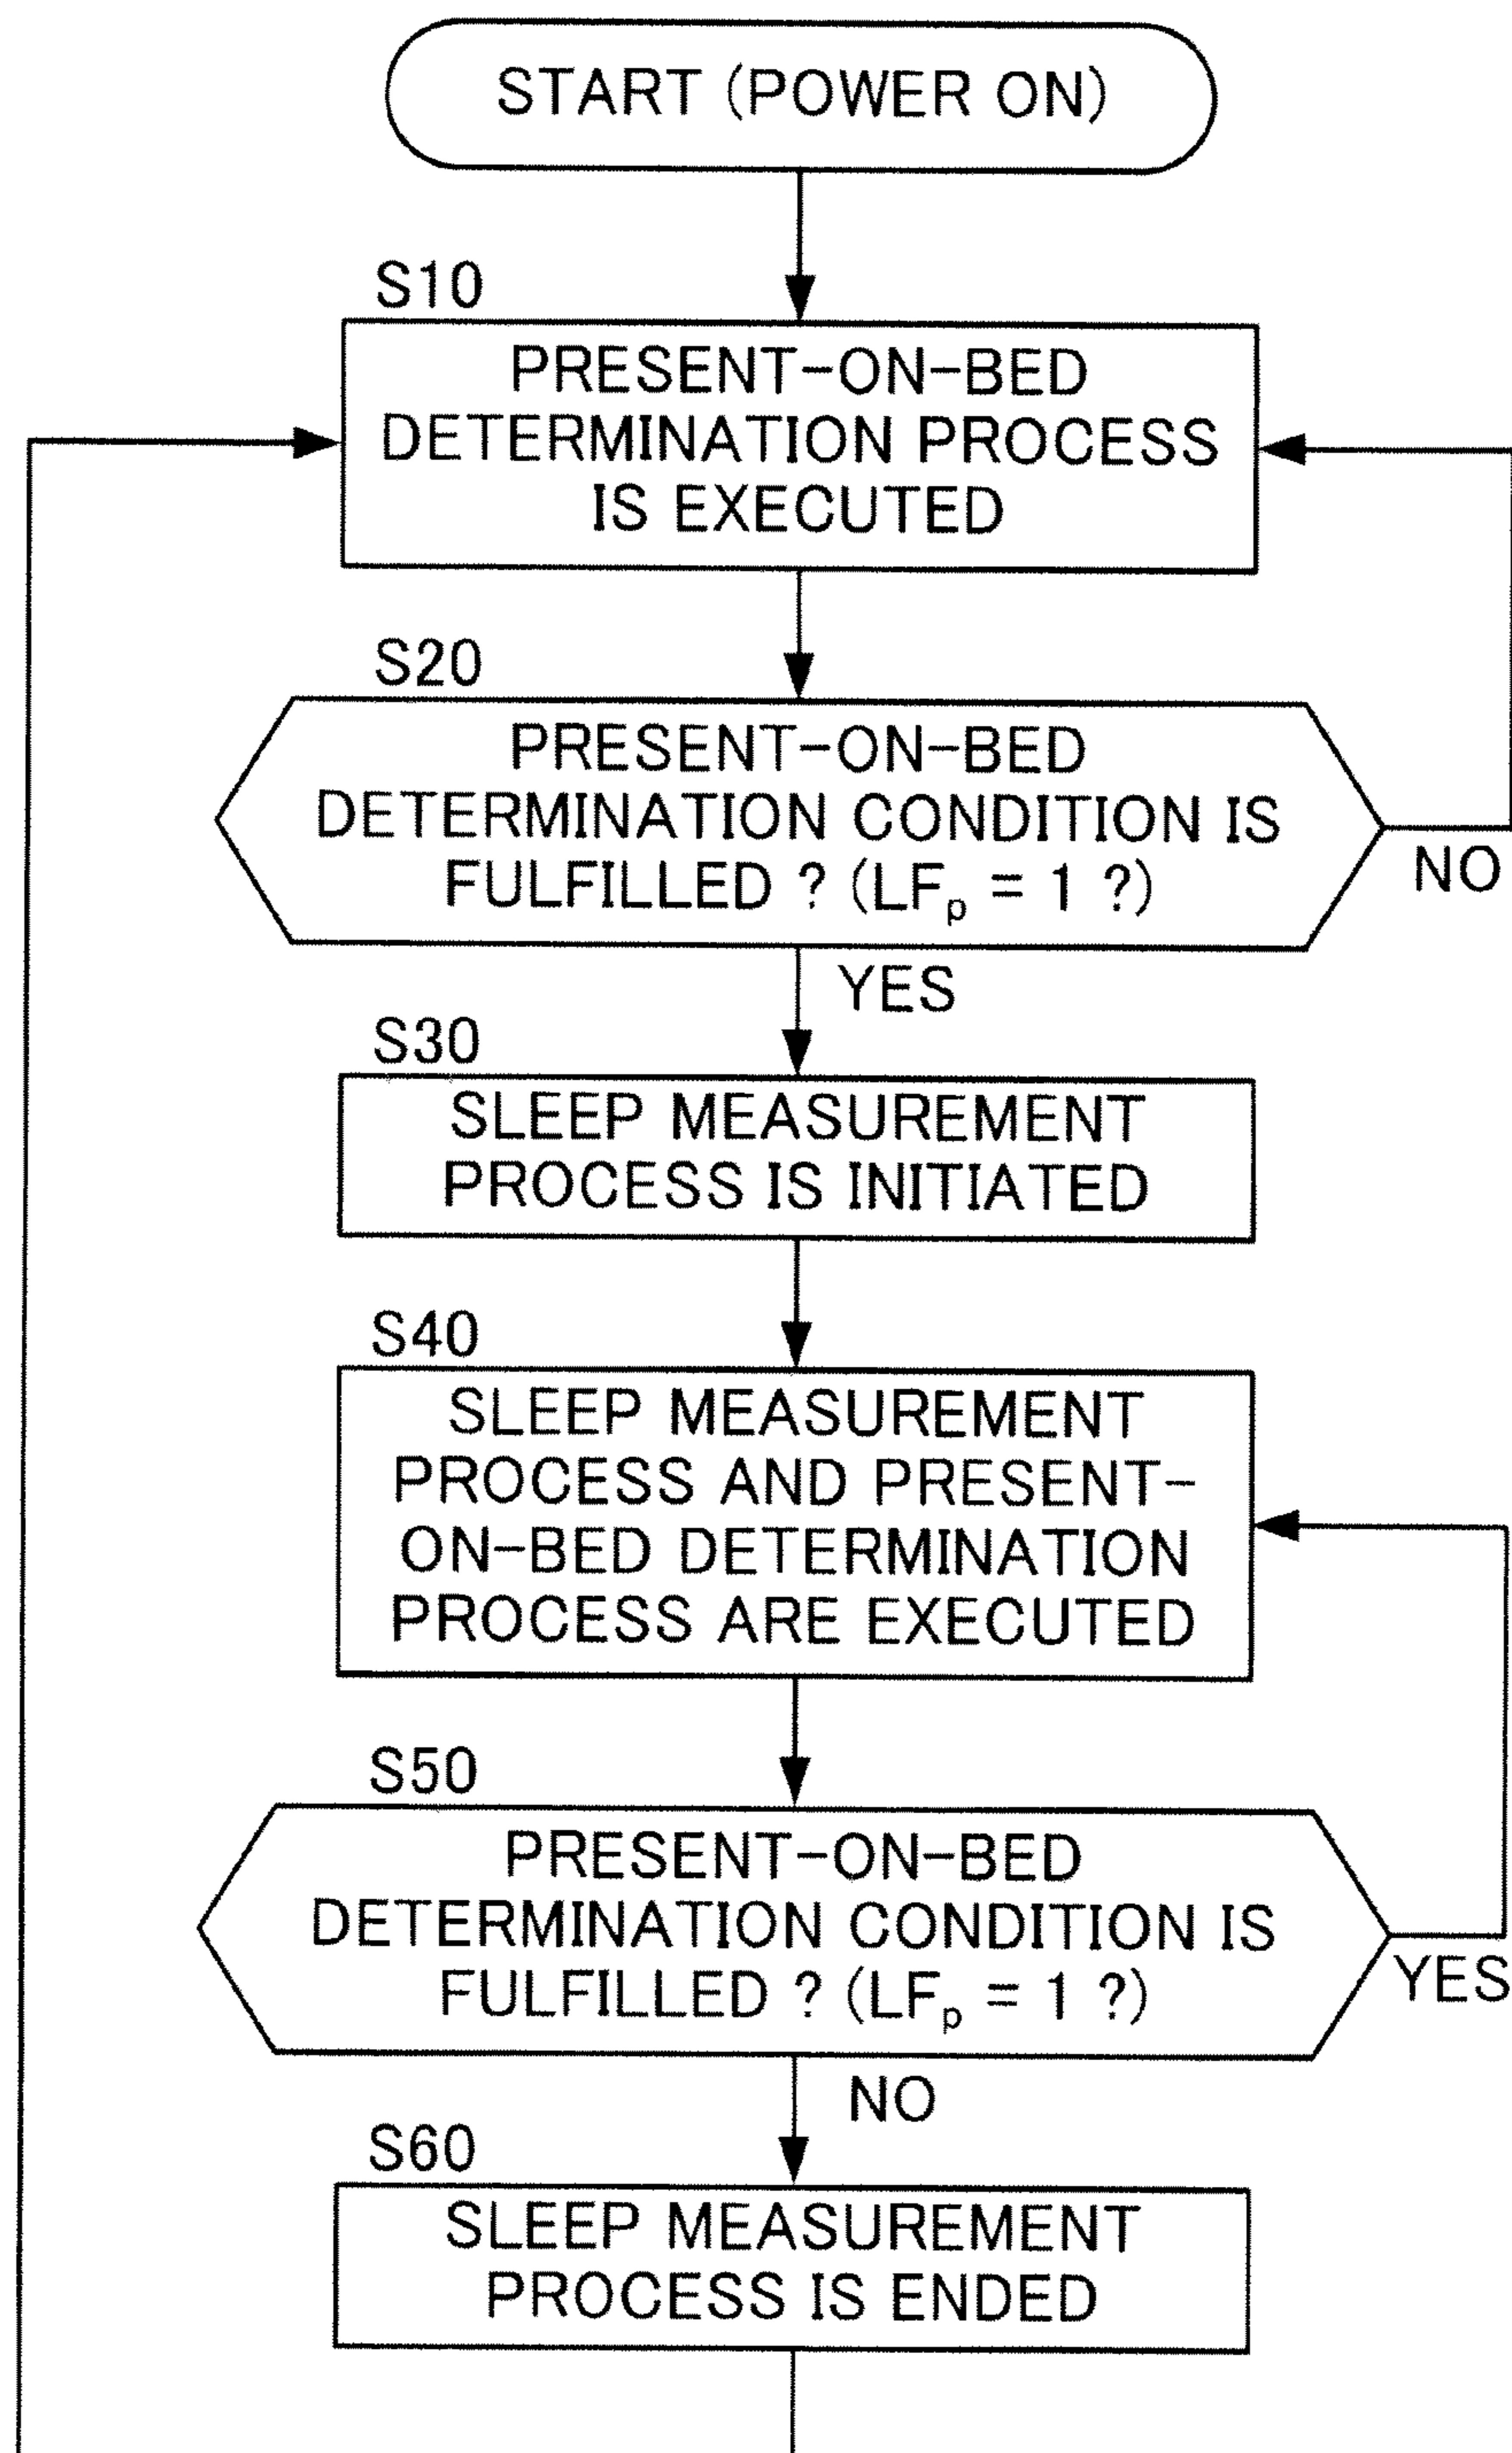 START (POWER ON)
S10
PRESENT-ON-BED
DETERMINATION PROCESS
IS EXECUTED
S20
PRESENT-ON-BED
DETERMINATION CONDITION IS
FULFILLED ? (LFp = 1 ?)
NO
YES
S30
SLEEP MEASUREMENT
PROCESS IS INITIATED
S40
SLEEP MEASUREMENT
PROCESS AND PRESENT-
ON-BED DETERMINATION
PROCESS ARE EXECUTED
S50
PRESENT-ON-BED
DETERMINATION CONDITION IS
FULFILLED ? (LFp = 1 ?)
YES
NO
S60
SLEEP MEASUREMENT
PROCESS IS ENDED